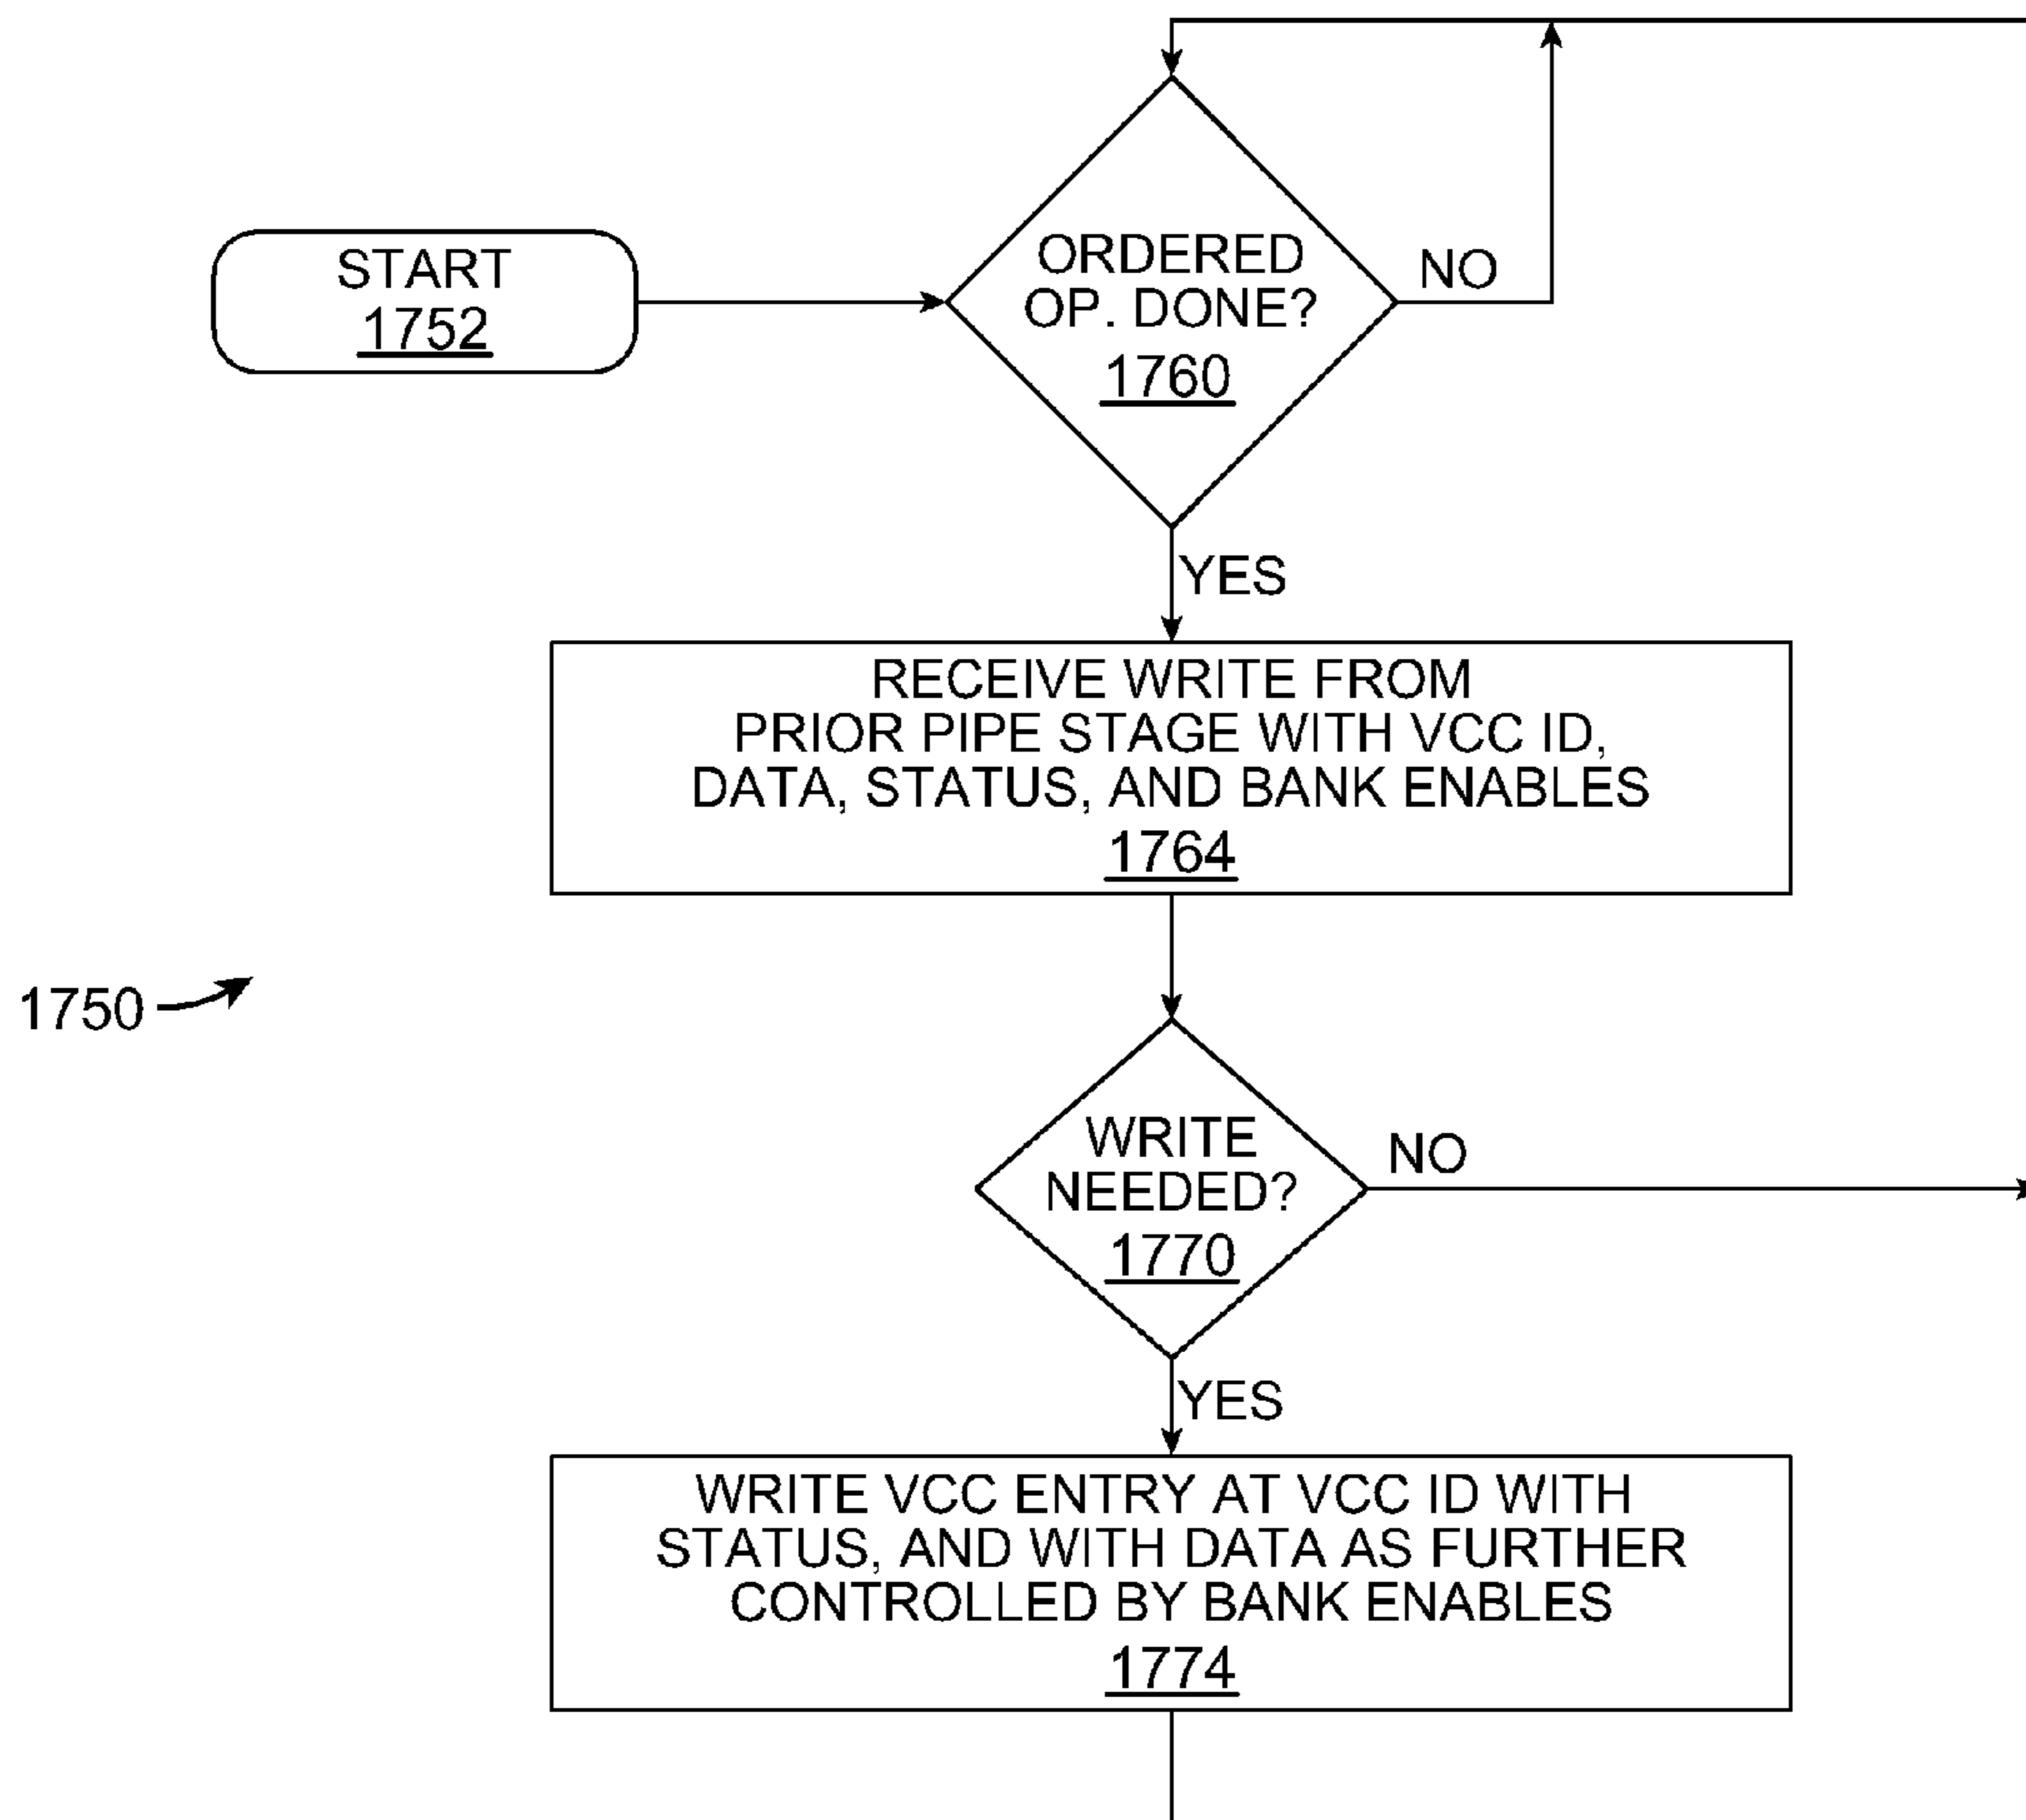 START
1752
ORDERED
OP. DONE?
1760
NO
YES
RECEIVE WRITE FROM
PRIOR PIPE STAGE WITH VCC ID,
DATA, STATUS, AND BANK ENABLES
1764
1750
WRITE
NEEDED?
1770
NO
YES
WRITE VCC ENTRY AT VCC ID WITH
STATUS, AND WITH DATA AS FURTHER
CONTROLLED BY BANK ENABLES
1774